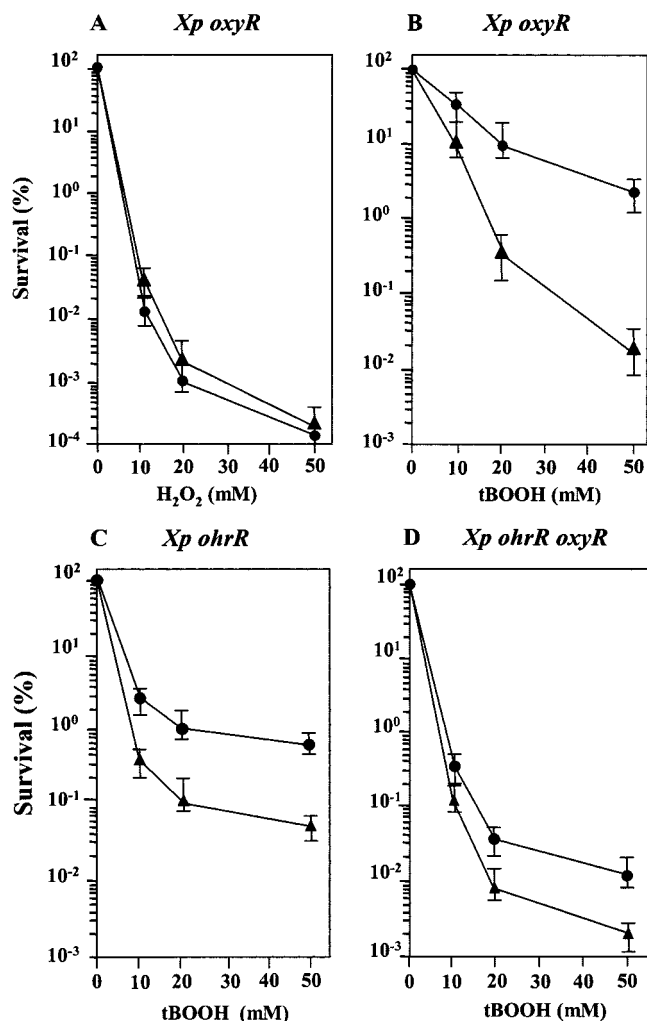 A Xp oxyR
B Xp oxyR
Survival (%)
10²
10¹
10⁰
10⁻¹
10⁻²
10⁻³
10⁻⁴
0 10 20 30 40 50
H₂O₂ (mM)
10²
10¹
10⁰
10⁻¹
10⁻²
10⁻³
0 10 20 30 40 50
tBOOH (mM)
C Xp ohrR
D Xp ohrR oxyR
Survival (%)
10²
10¹
10⁰
10⁻¹
10⁻²
10⁻³
0 10 20 30 40 50
tBOOH (mM)
10²
10¹
10⁰
10⁻¹
10⁻²
10⁻³
0 10 20 30 40 50
tBOOH (mM)